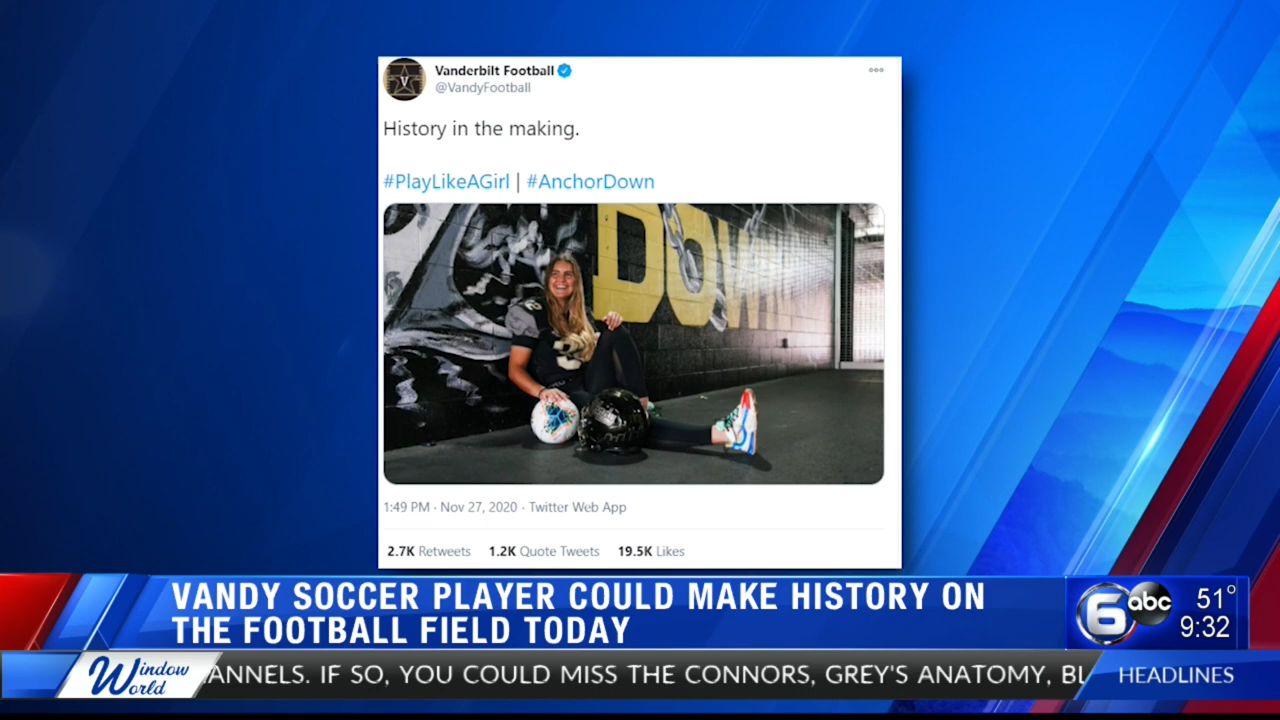 Vanderbilt Football
@VandyFootball
History in the making.
#PlayLikeAGirl | #AnchorDown
DOWN
1:49 PM · Nov 27, 2020 · Twitter Web App
2.7K Retweets 1.2K Quote Tweets 19.5K Likes
VANDY SOCCER PLAYER COULD MAKE HISTORY ON
THE FOOTBALL FIELD TODAY
6 abc 51°
9:32
Window
World
ANNELS. IF SO, YOU COULD MISS THE CONNORS, GREY'S ANATOMY, BL
HEADLINES